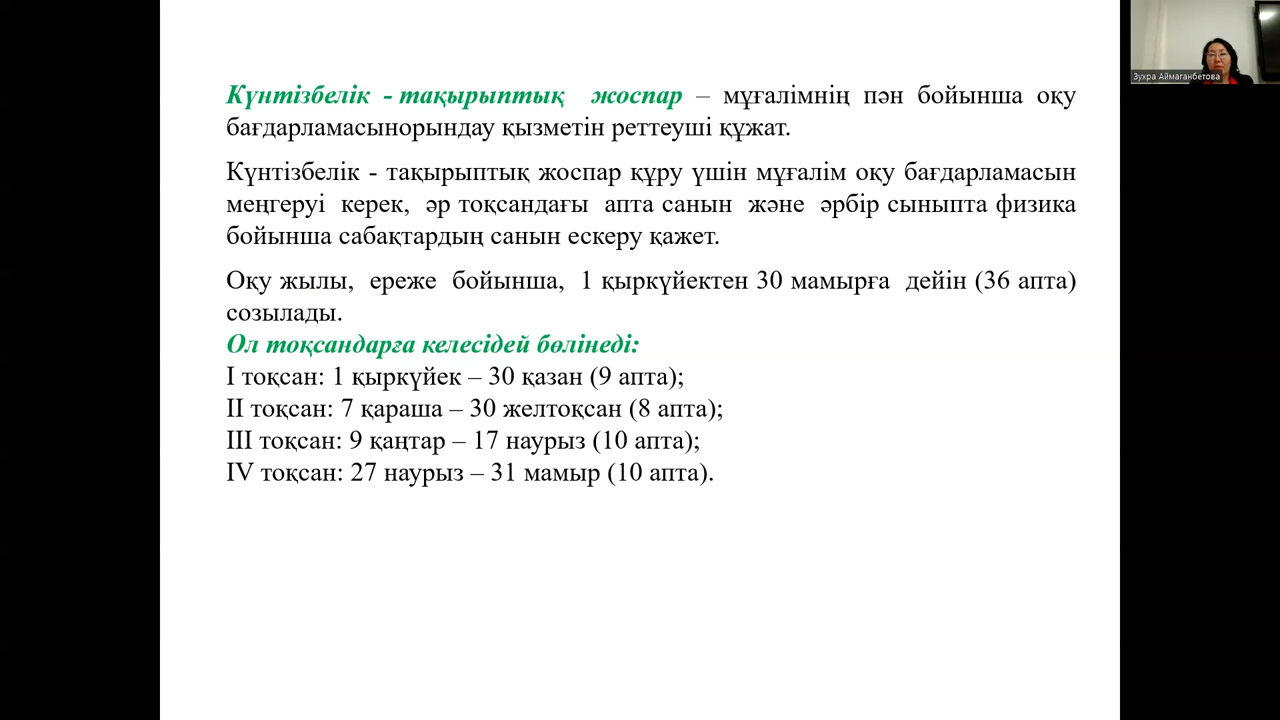 Күнтізбелік - тақырыптық жоспар – мұғалімнің пән бойынша оқу
бағдарламасынорындау қызметін реттеуші құжат.
Күнтізбелік - тақырыптық жоспар құру үшін мұғалім оқу бағдарламасын
меңгеруі керек, әр тоқсандағы апта санын және әрбір сыныпта физика
бойынша сабақтардың санын ескеру қажет.
Оқу жылы, ереже бойынша, 1 қыркүйектен 30 мамырға дейін (36 апта)
созылады.
Ол тоқсандарға келесідей бөлінеді:
I тоқсан: 1 қыркүйек – 30 қазан (9 апта);
II тоқсан: 7 қараша – 30 желтоқсан (8 апта);
III тоқсан: 9 қаңтар – 17 наурыз (10 апта);
IV тоқсан: 27 наурыз – 31 мамыр (10 апта).
Зухра Аймаганбетова